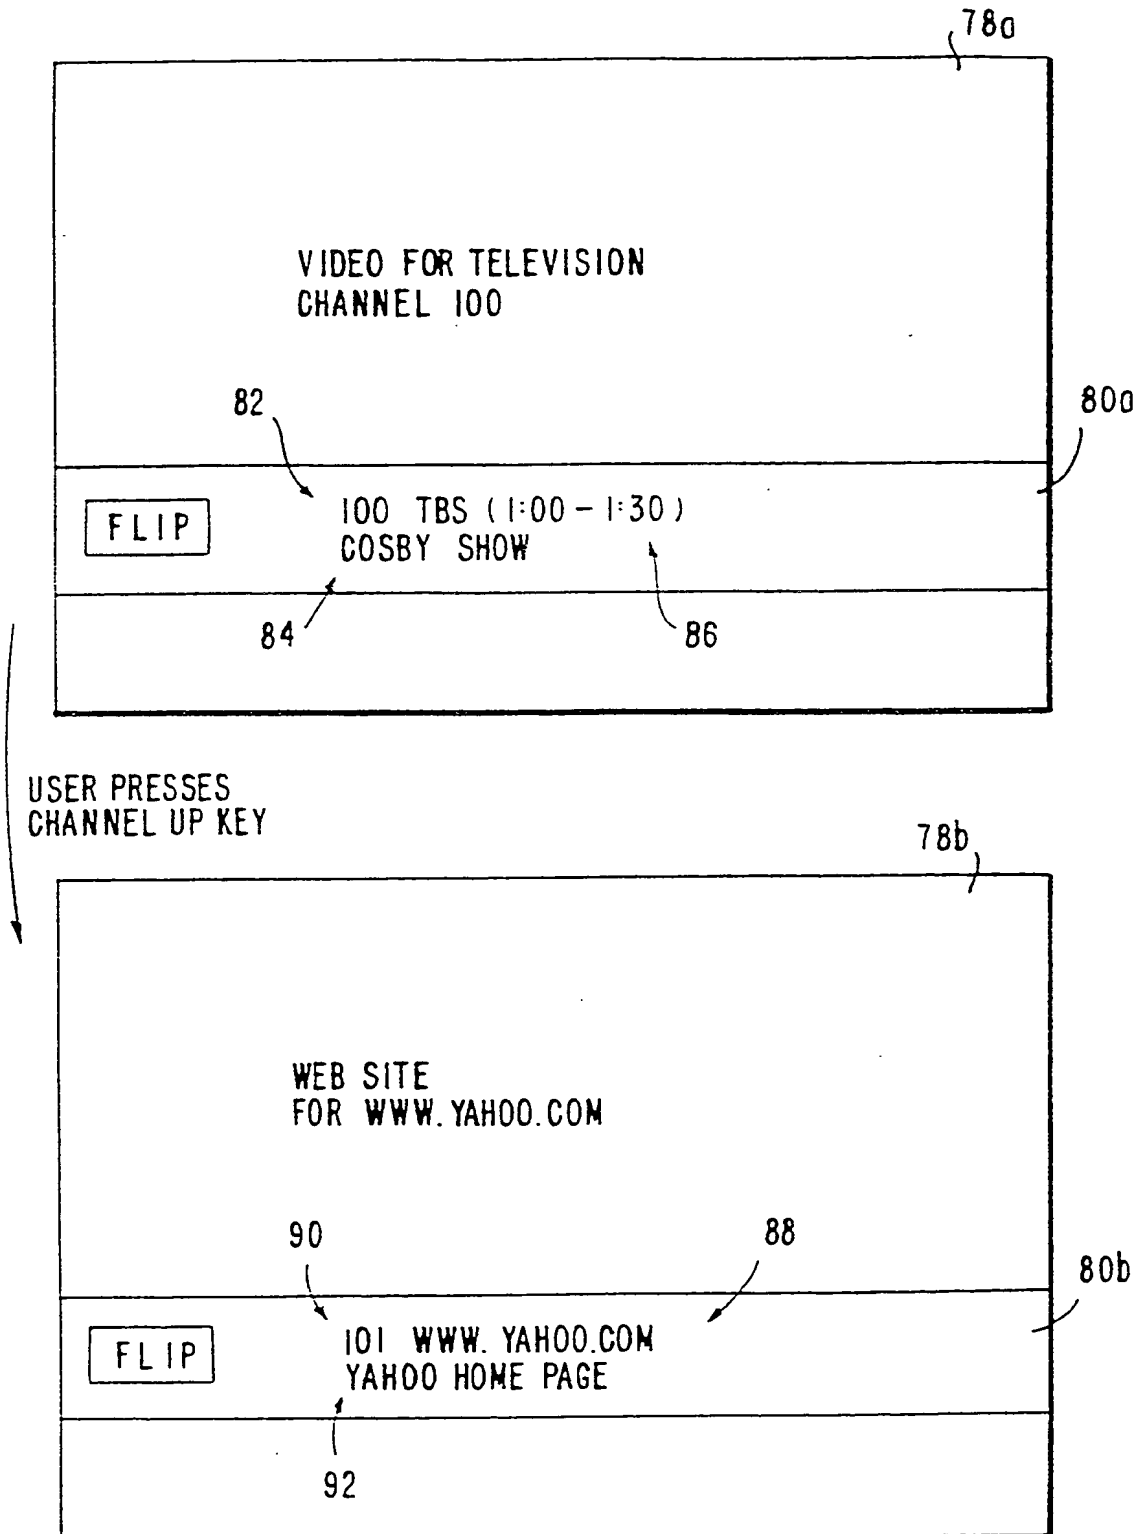 78a
VIDEO FOR TELEVISION
CHANNEL 100
82
80a
FLIP
100 TBS (1:00 - 1:30)
COSBY SHOW
84
86
USER PRESSES
CHANNEL UP KEY
78b
WEB SITE
FOR WWW.YAHOO.COM
90
88
80b
FLIP
101 WWW.YAHOO.COM
YAHOO HOME PAGE
92